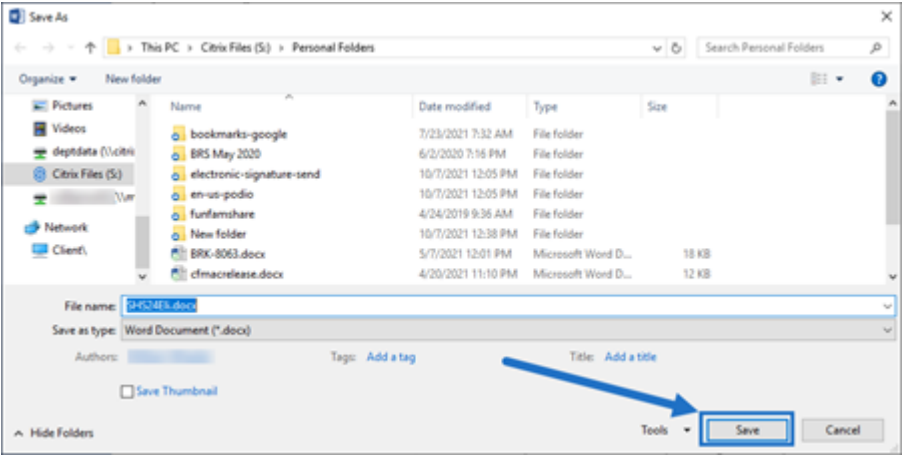 Save As
This PC > Citrix Files (S:) > Personal Folders
Search Personal Folders
Organize
New folder
Pictures
Videos
deptdata (\\citrix
Citrix Files (S:)
Network
Client\
Name Date modified Type Size
bookmarks-google 7/23/2021 7:32 AM File folder
BRS May 2020 6/2/2020 7:16 PM File folder
electronic-signature-send 10/7/2021 12:05 PM File folder
en-us-podio 10/7/2021 12:05 PM File folder
funfamshare 4/24/2019 9:36 AM File folder
New folder 10/7/2021 12:38 PM File folder
BRK-8063.docx 5/7/2021 12:01 PM Microsoft Word D... 18 KB
cfmacrelease.docx 4/20/2021 11:10 PM Microsoft Word D... 12 KB
File name:
Save as type: Word Document (*.docx)
Authors:
Tags: Add a tag
Title: Add a title
Save Thumbnail
Hide Folders
Tools
Save
Cancel